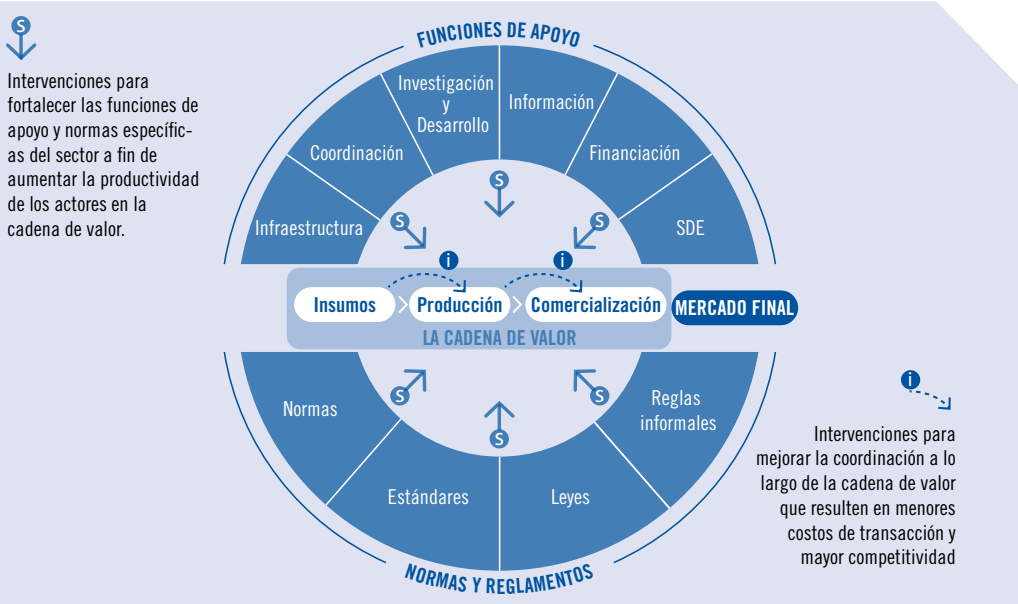 S
Intervenciones para
fortalecer las funciones de
apoyo y normas específic-
as del sector a fin de
aumentar la productividad
de los actores en la
cadena de valor.
FUNCIONES DE APOYO
Infraestructura
Coordinación
Investigación
y
Desarrollo
Información
Financiación
SDE
S
S
S
i
i
Insumos
Producción
Comercialización
MERCADO FINAL
LA CADENA DE VALOR
S
S
S
Normas
Estándares
Leyes
Reglas
informales
NORMAS Y REGLAMENTOS
i
Intervenciones para
mejorar la coordinación a lo
largo de la cadena de valor
que resulten en menores
costos de transacción y
mayor competitividad